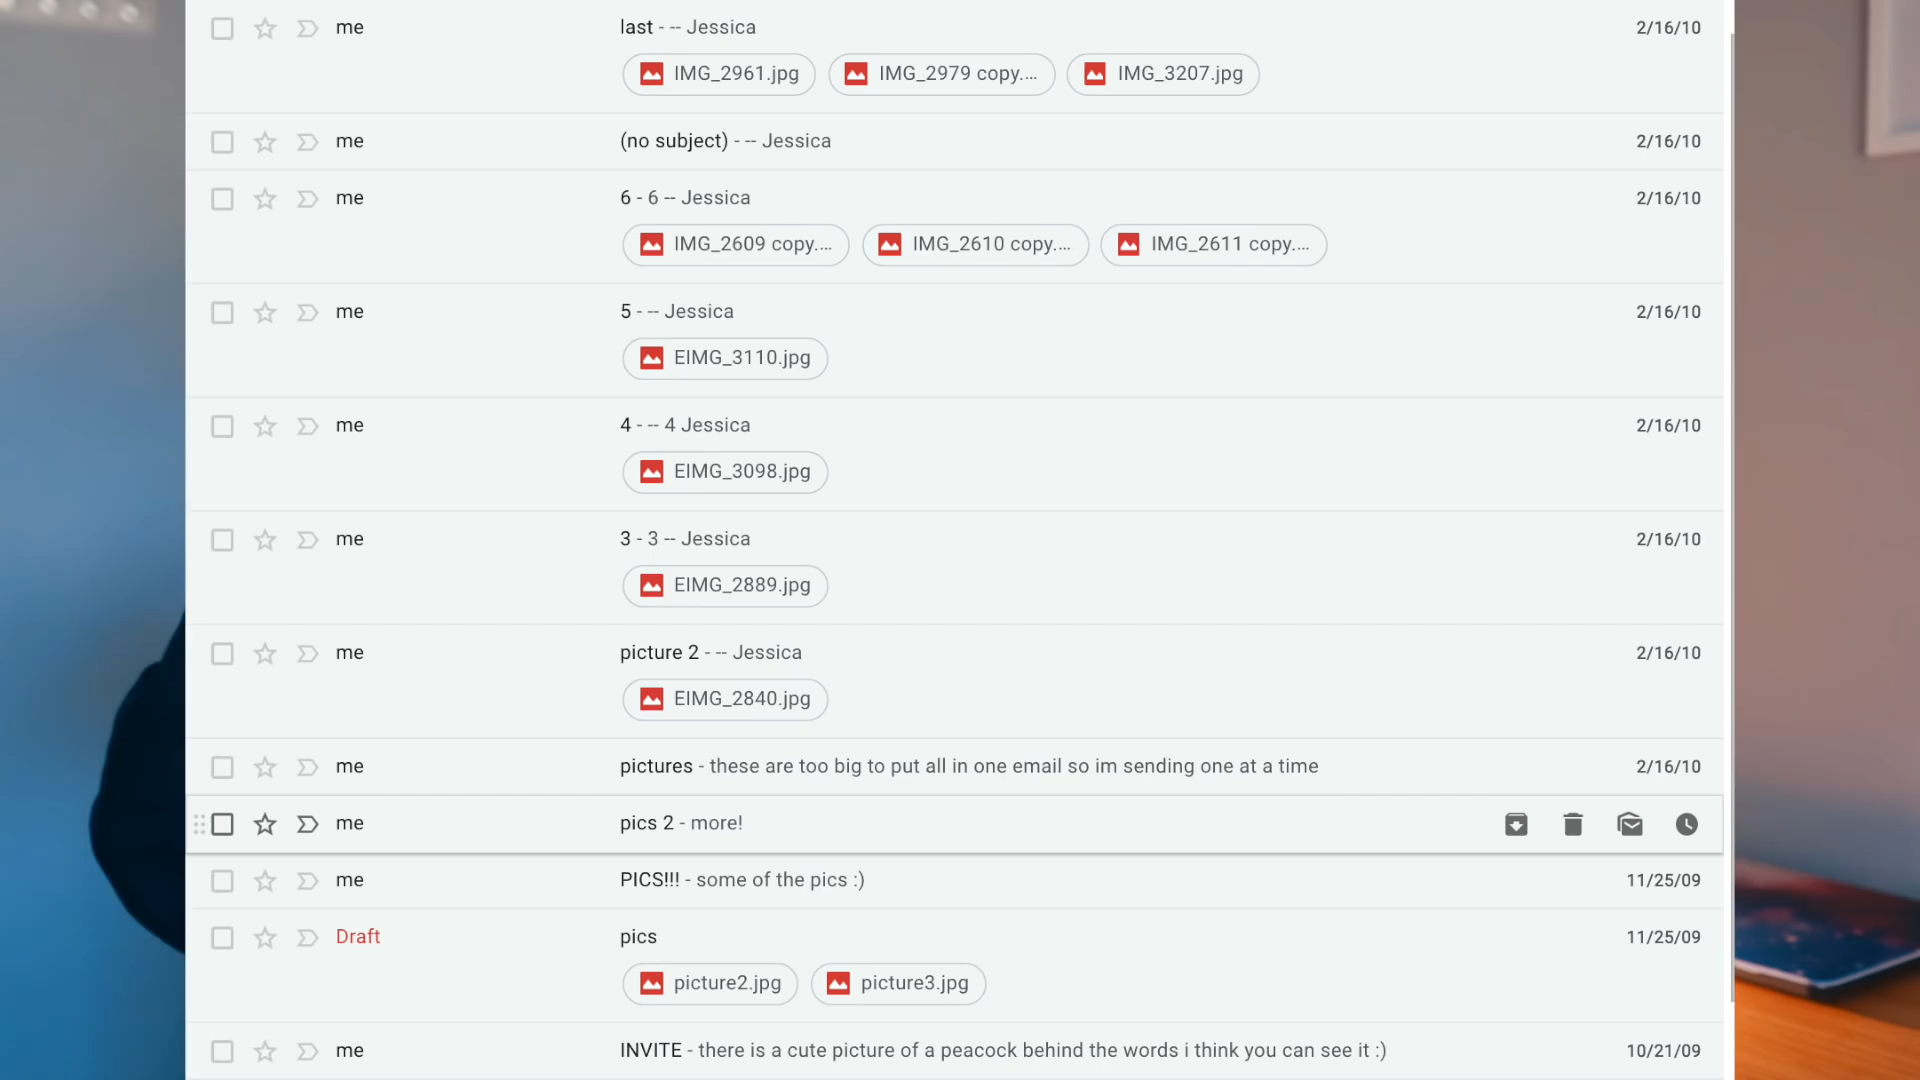 me last - -- Jessica 2/16/10
IMG_2961.jpg IMG_2979 copy.... IMG_3207.jpg
me (no subject) - -- Jessica 2/16/10
me 6 - 6 -- Jessica 2/16/10
IMG_2609 copy.... IMG_2610 copy.... IMG_2611 copy....
me 5 - -- Jessica 2/16/10
EIMG_3110.jpg
me 4 - -- 4 Jessica 2/16/10
EIMG_3098.jpg
me 3 - 3 -- Jessica 2/16/10
EIMG_2889.jpg
me picture 2 - -- Jessica 2/16/10
EIMG_2840.jpg
me pictures - these are too big to put all in one email so im sending one at a time 2/16/10
me pics 2 - more!
me PICS!!! - some of the pics :) 11/25/09
Draft pics 11/25/09
picture2.jpg picture3.jpg
me INVITE - there is a cute picture of a peacock behind the words i think you can see it :) 10/21/09